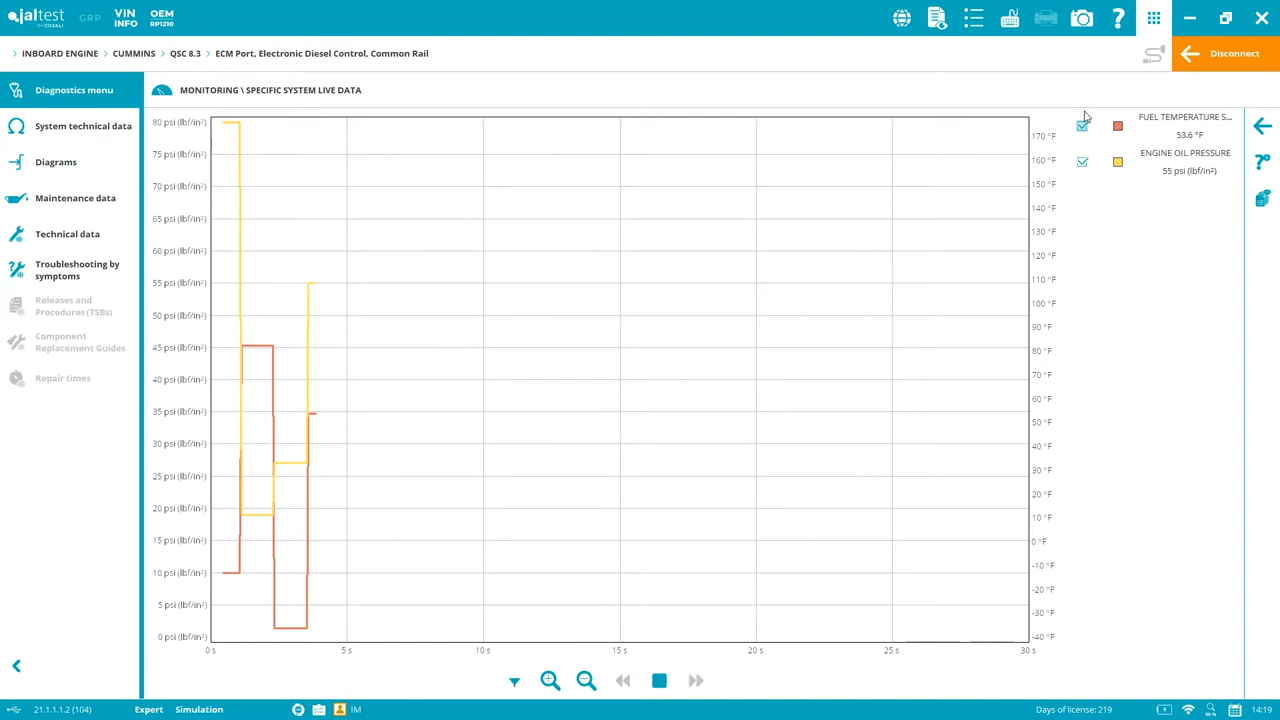 jaltest
BY COJALI
GRP
VIN
INFO
OEM
RP1210
INBOARD ENGINE > CUMMINS > QSC 8.3 > ECM Port, Electronic Diesel Control, Common Rail
Disconnect
Diagnostics menu
System technical data
Diagrams
Maintenance data
Technical data
Troubleshooting by
symptoms
Releases and
Procedures (TSBs)
Component
Replacement Guides
Repair times
MONITORING \ SPECIFIC SYSTEM LIVE DATA
80 psi (lbf/in²)
75 psi (lbf/in²)
70 psi (lbf/in²)
65 psi (lbf/in²)
60 psi (lbf/in²)
55 psi (lbf/in²)
50 psi (lbf/in²)
45 psi (lbf/in²)
40 psi (lbf/in²)
35 psi (lbf/in²)
30 psi (lbf/in²)
25 psi (lbf/in²)
20 psi (lbf/in²)
15 psi (lbf/in²)
10 psi (lbf/in²)
5 psi (lbf/in²)
0 psi (lbf/in²)
0 s 5 s 10 s 15 s 20 s 25 s 30 s
170 °F
160 °F
150 °F
140 °F
130 °F
120 °F
110 °F
100 °F
90 °F
80 °F
70 °F
60 °F
50 °F
40 °F
30 °F
20 °F
10 °F
0 °F
-10 °F
-20 °F
-30 °F
-40 °F
FUEL TEMPERATURE S...
53.6 °F
ENGINE OIL PRESSURE
55 psi (lbf/in²)
21.1.1.1.2 (104)
Expert
Simulation
IM
Days of license: 219
14:19